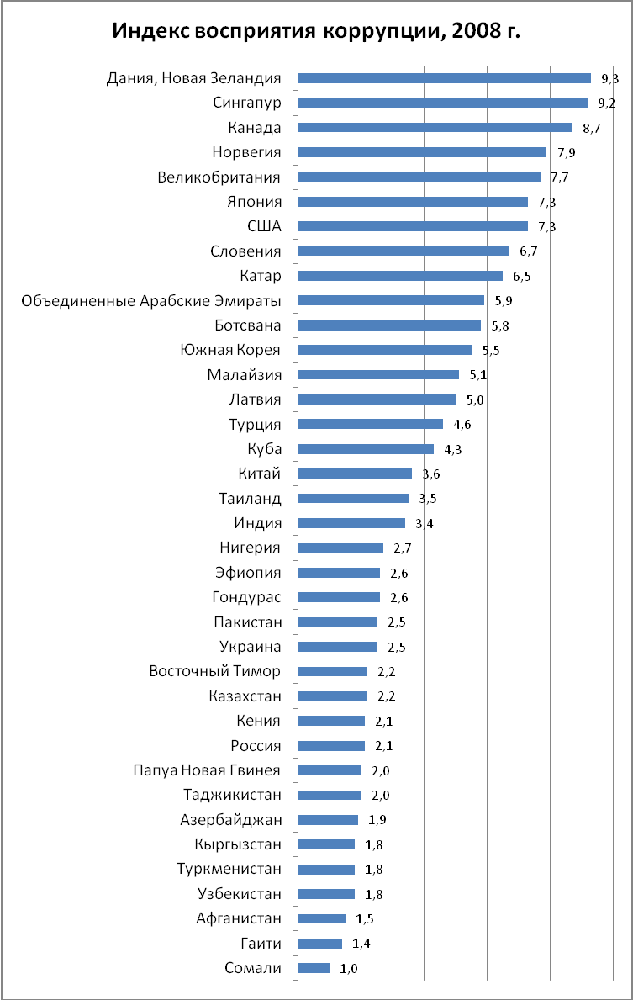 Индекс восприятия коррупции, 2008 г.
Дания, Новая Зеландия 9,3
Сингапур 9,2
Канада 8,7
Норвегия 7,9
Великобритания 7,7
Япония 7,3
США 7,3
Словения 6,7
Катар 6,5
Объединенные Арабские Эмираты 5,9
Ботсвана 5,8
Южная Корея 5,5
Малайзия 5,1
Латвия 5,0
Турция 4,6
Куба 4,3
Китай 3,6
Таиланд 3,5
Индия 3,4
Нигерия 2,7
Эфиопия 2,6
Гондурас 2,6
Пакистан 2,5
Украина 2,5
Восточный Тимор 2,2
Казахстан 2,2
Кения 2,1
Россия 2,1
Папуа Новая Гвинея 2,0
Таджикистан 2,0
Азербайджан 1,9
Кыргызстан 1,8
Туркменистан 1,8
Узбекистан 1,8
Афганистан 1,5
Гаити 1,4
Сомали 1,0